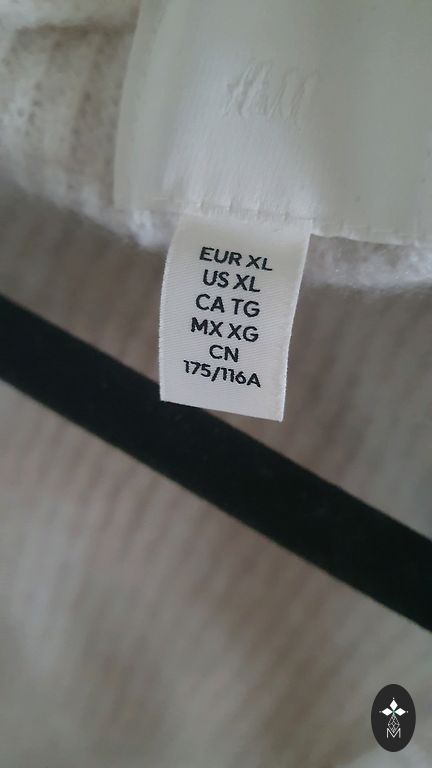 H&M
EUR XL
US XL
CA TG
MX XG
CN
175/116A
M